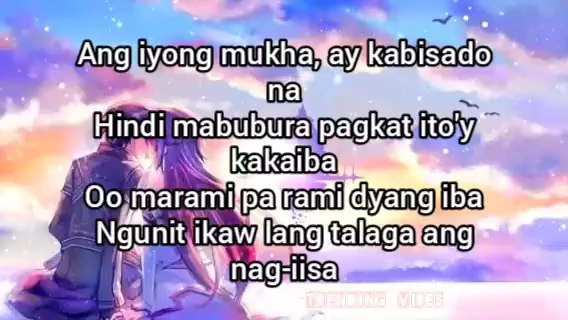 Ang iyong mukha, ay kabisado
na
Hindi mabubura pagkat ito'y
kakaiba
Oo marami pa rami dyang iba
Ngunit ikaw lang talaga ang
nag-iisa
TRENDING VIBES